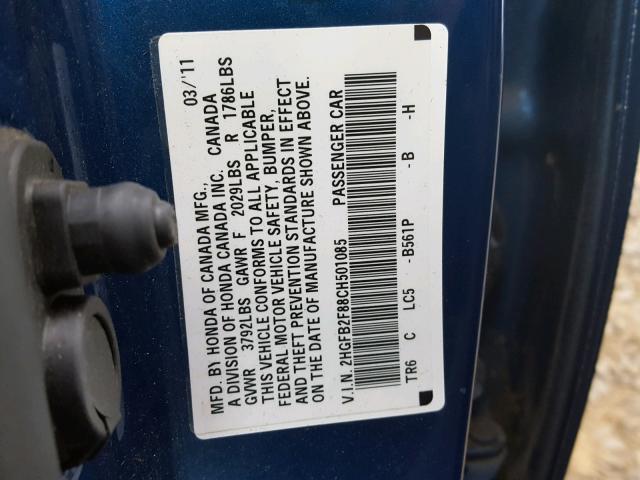 03/'11
MFD. BY HONDA OF CANADA MFG.,
A DIVISION OF HONDA CANADA INC. CANADA
GVWR 3792LBS GAWR F 2029LBS R 1786LBS
THIS VEHICLE CONFORMS TO ALL APPLICABLE
FEDERAL MOTOR VEHICLE SAFETY, BUMPER,
AND THEFT PREVENTION STANDARDS IN EFFECT
ON THE DATE OF MANUFACTURE SHOWN ABOVE.
V.I.N. 2HGFB2F88CH501085 PASSENGER CAR
TR6 C LC5 -B561P -B -H